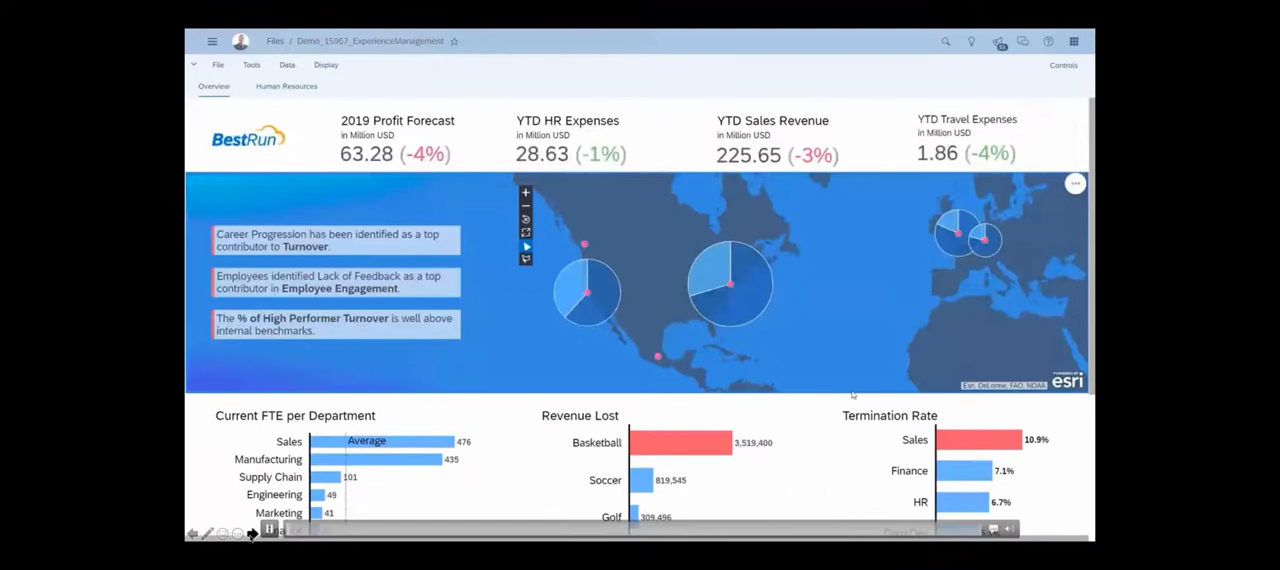 Files / Demo_15967_ExperienceManagement
File Tools Data Display
Controls
Overview Human Resources
BestRun
2019 Profit Forecast
in Million USD
63.28 (-4%)
YTD HR Expenses
in Million USD
28.63 (-1%)
YTD Sales Revenue
in Million USD
225.65 (-3%)
YTD Travel Expenses
in Million USD
1.86 (-4%)
Career Progression has been identified as a top
contributor to Turnover.
Employees identified Lack of Feedback as a top
contributor in Employee Engagement.
The % of High Performer Turnover is well above
internal benchmarks.
POWERED BY
esri
Esri, DeLorme, FAO, NOAA
Current FTE per Department
Average
Sales 476
Manufacturing 435
Supply Chain 101
Engineering 49
Marketing 41
Revenue Lost
Basketball 3,519,400
Soccer 819,545
Golf 309,496
Termination Rate
Sales 10.9%
Finance 7.1%
HR 6.7%